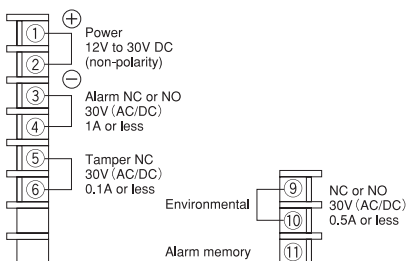 ① ⊕ Power
12V to 30V DC
② (non-polarity)
⊖
③ Alarm NC or NO
30V (AC/DC)
④ 1A or less
⑤ Tamper NC
30V (AC/DC)
⑥ 0.1A or less
Environmental ⑨ NC or NO
30V (AC/DC)
⑩ 0.5A or less
Alarm memory ⑪